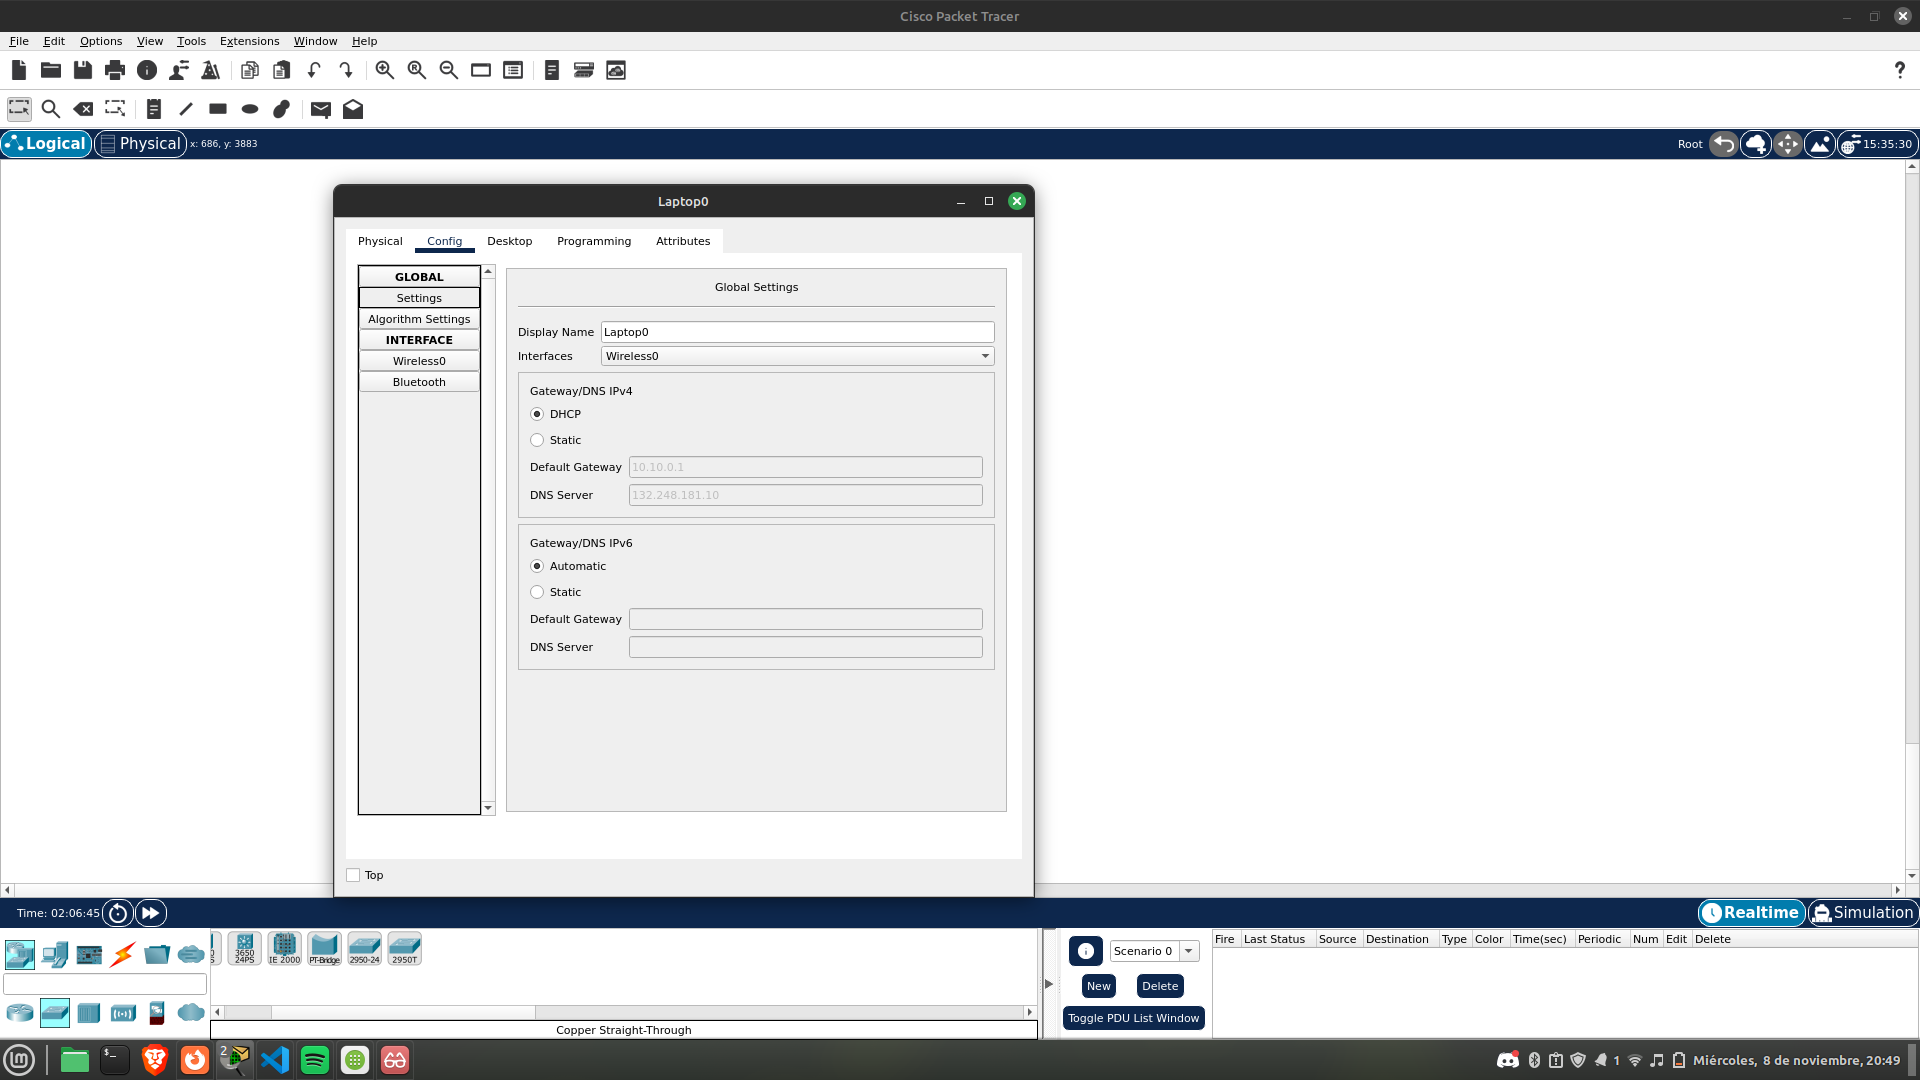 Cisco Packet Tracer
File Edit Options View Tools Extensions Window Help
?
Logical Physical x: 686, y: 3883 Root 15:35:30
Laptop0
Physical Config Desktop Programming Attributes
GLOBAL
Settings
Algorithm Settings
INTERFACE
Wireless0
Bluetooth
Global Settings
Display Name Laptop0
Interfaces Wireless0
Gateway/DNS IPv4
DHCP
Static
Default Gateway 10.10.0.1
DNS Server 132.248.181.10
Gateway/DNS IPv6
Automatic
Static
Default Gateway
DNS Server
Top
Time: 02:06:45 Realtime Simulation
3650 24PS IE 2000 PT-Bridge 2950-24 2950T
Copper Straight-Through
Scenario 0
New Delete
Toggle PDU List Window
Fire Last Status Source Destination Type Color Time(sec) Periodic Num Edit Delete
2
1 Miércoles, 8 de noviembre, 20:49